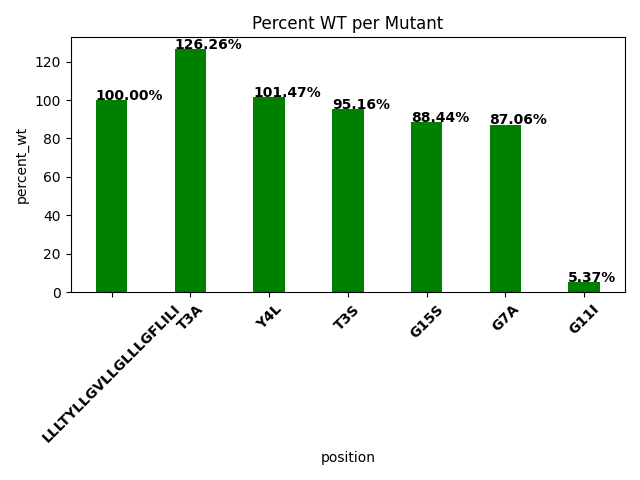 Percent WT per Mutant
126.26%
100.00%
101.47%
95.16%
88.44%
87.06%
5.37%
120
100
80
60
40
20
0
percent_wt
LLLTYLLGVLLGLLLGFLILI
T3A
Y4L
T3S
G15S
G7A
G11I
position